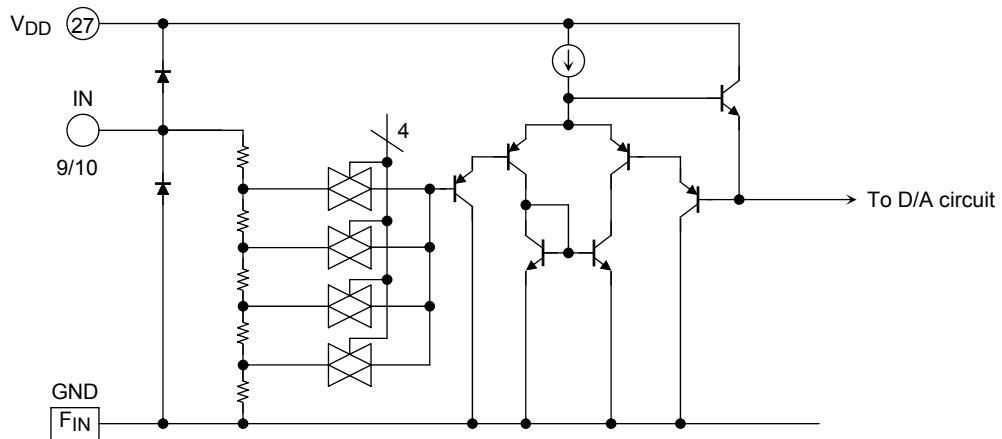 VDD 27
IN
9/10
4
To D/A circuit
GND
FIN